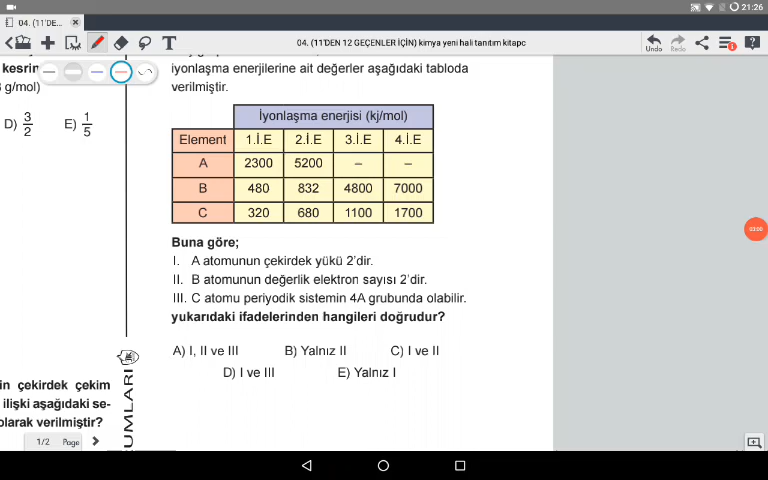 21:26
04. (11'DE...
04. (11'DEN 12 GEÇENLER İÇİN) kimya yeni hali tanıtım kitapc
Undo
Redo
kesrin
g/mol)
D) 3/2 E) 1/5
iyonlaşma enerjilerine ait değerler aşağıdaki tabloda
verilmiştir.
İyonlaşma enerjisi (kj/mol)
Element 1.İ.E 2.İ.E 3.İ.E 4.İ.E
A 2300 5200 – –
B 480 832 4800 7000
C 320 680 1100 1700
Buna göre;
I. A atomunun çekirdek yükü 2'dir.
II. B atomunun değerlik elektron sayısı 2'dir.
III. C atomu periyodik sistemin 4A grubunda olabilir.
yukarıdaki ifadelerinden hangileri doğrudur?
A) I, II ve III B) Yalnız II C) I ve II
D) I ve III E) Yalnız I
in çekirdek çekim
ilişki aşağıdaki se-
olarak verilmiştir?
UMLARI
1/2 Page
03:00